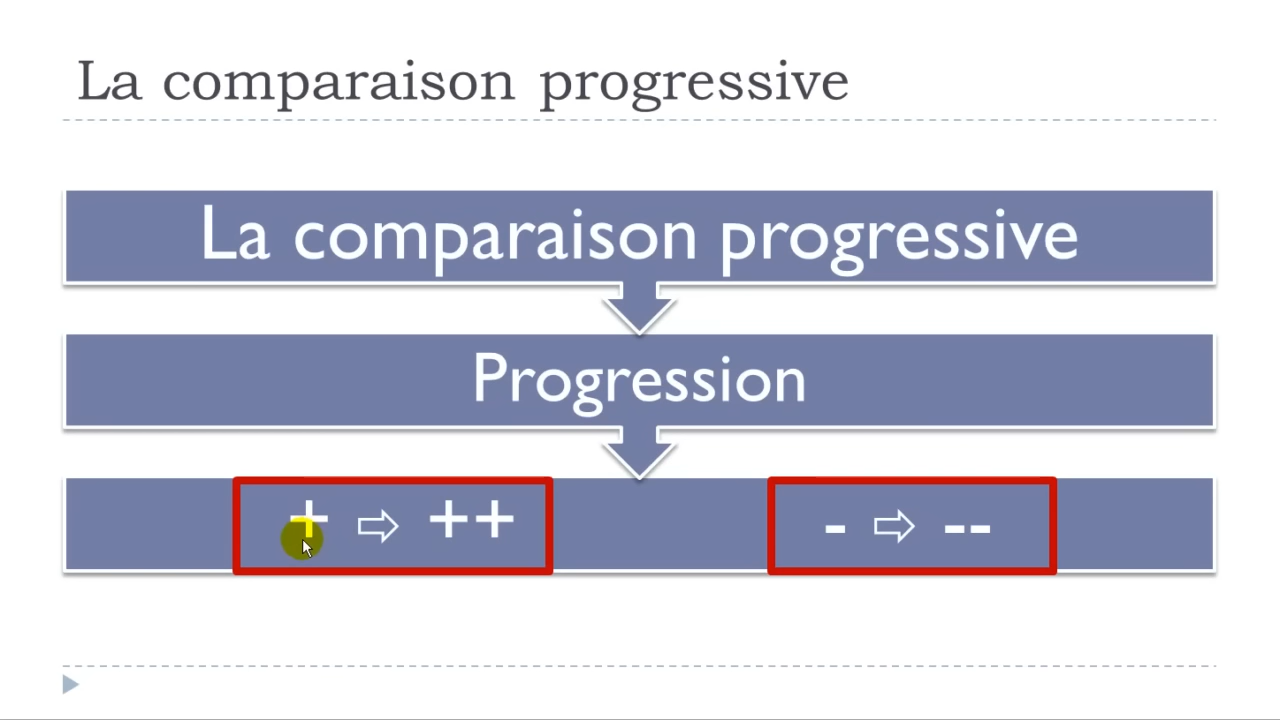 La comparaison progressive
La comparaison progressive
Progression
+ ⇨ ++ - ⇨ --